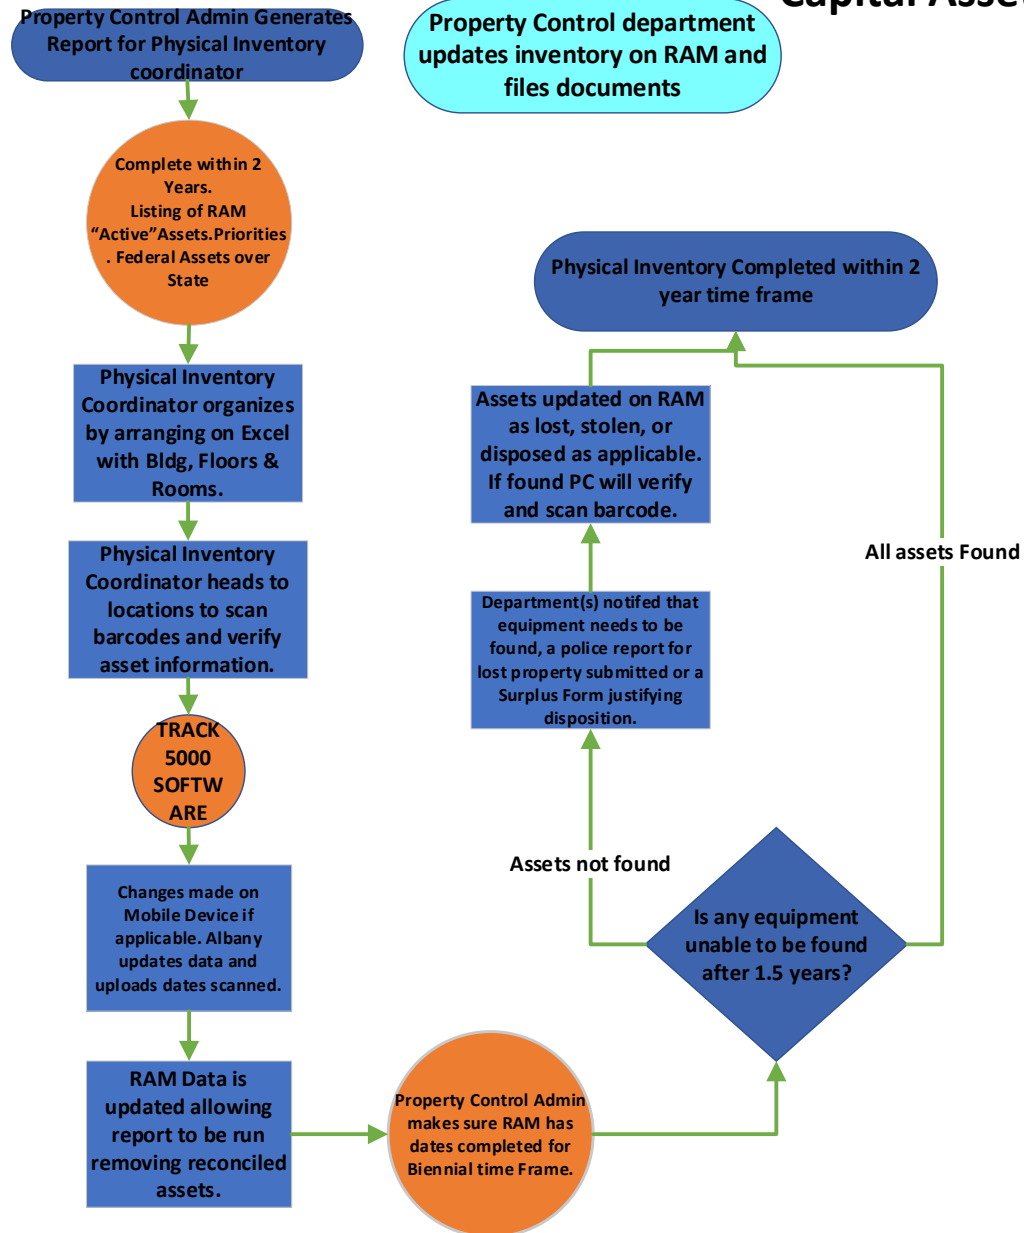 Capital Asset
Property Control Admin Generates
Report for Physical Inventory
coordinator
Property Control department
updates inventory on RAM and
files documents
Complete within 2
Years.
Listing of RAM
“Active”Assets.Priorities
. Federal Assets over
State
Physical Inventory
Coordinator organizes
by arranging on Excel
with Bldg, Floors &
Rooms.
Physical Inventory
Coordinator heads to
locations to scan
barcodes and verify
asset information.
TRACK
5000
SOFTW
ARE
Changes made on
Mobile Device if
applicable. Albany
updates data and
uploads dates scanned.
RAM Data is
updated allowing
report to be run
removing reconciled
assets.
Property Control Admin
makes sure RAM has
dates completed for
Biennial time Frame.
Is any equipment
unable to be found
after 1.5 years?
Assets not found
Department(s) notifed that
equipment needs to be
found, a police report for
lost property submitted or a
Surplus Form justifying
disposition.
Assets updated on RAM
as lost, stolen, or
disposed as applicable.
If found PC will verify
and scan barcode.
All assets Found
Physical Inventory Completed within 2
year time frame